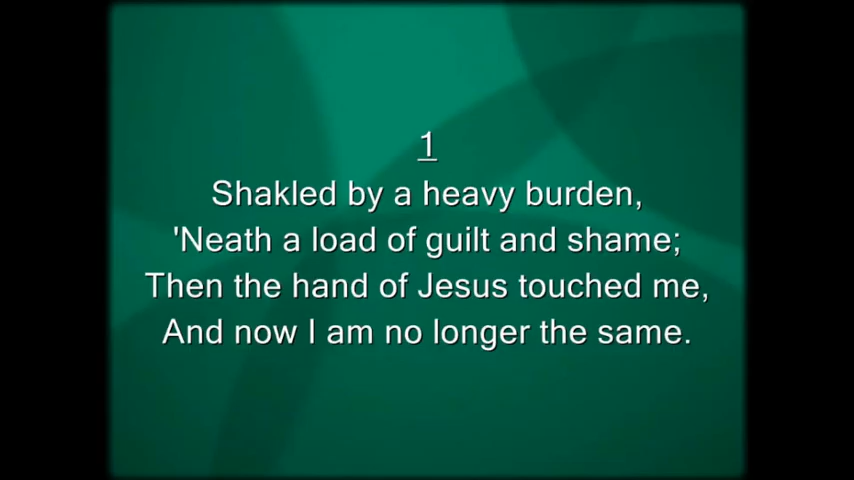 1
Shakled by a heavy burden,
'Neath a load of guilt and shame;
Then the hand of Jesus touched me,
And now I am no longer the same.